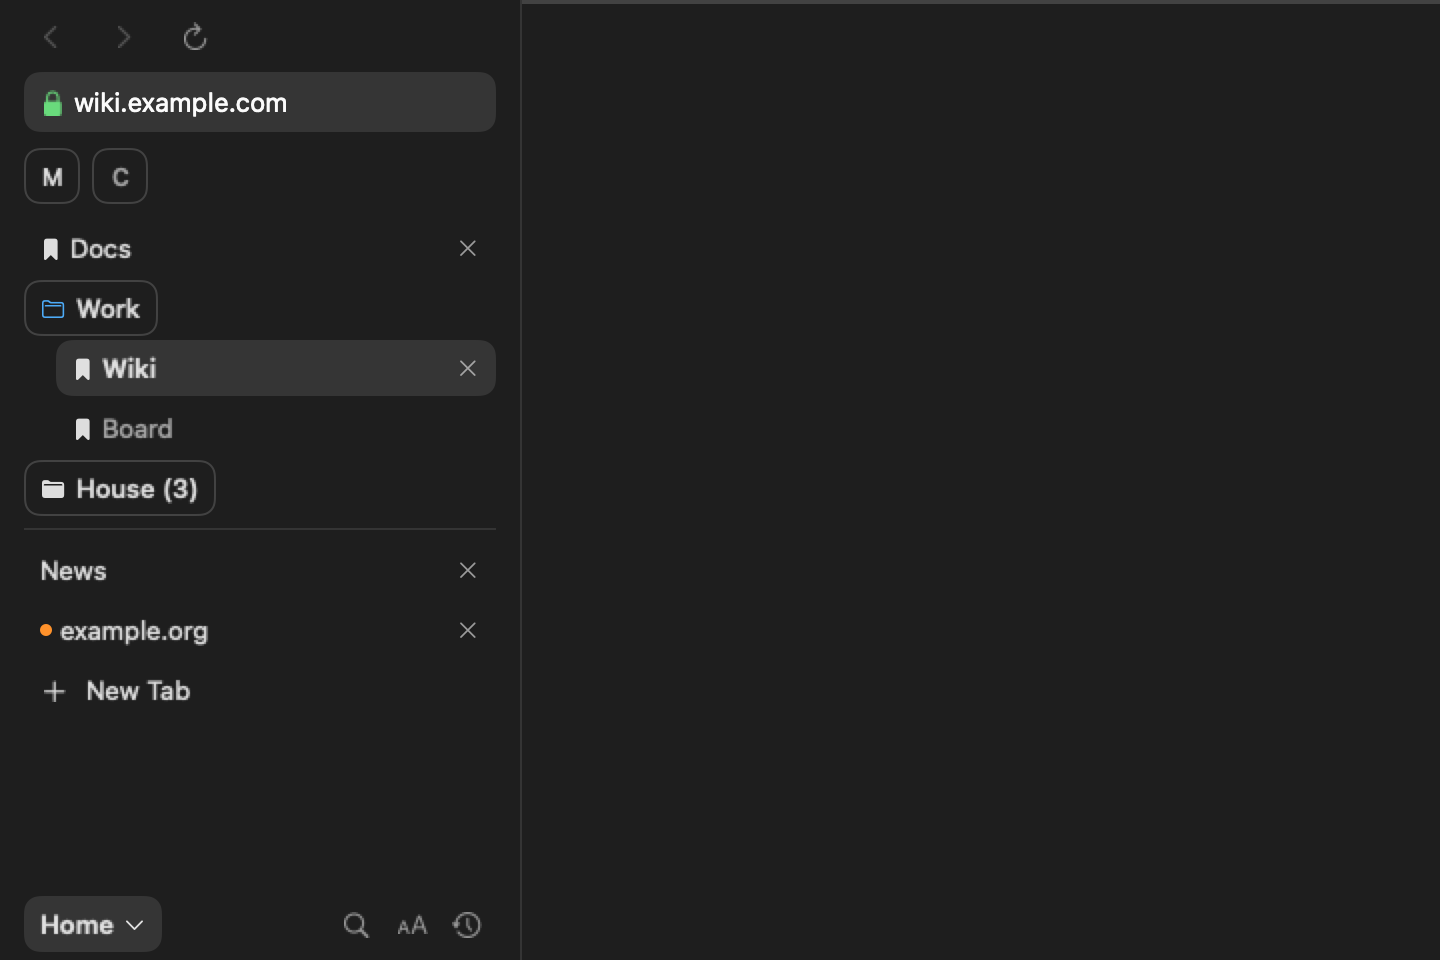 wiki.example.com
M C
Docs
Work
Wiki
Board
House (3)
News
example.org
New Tab
Home AA